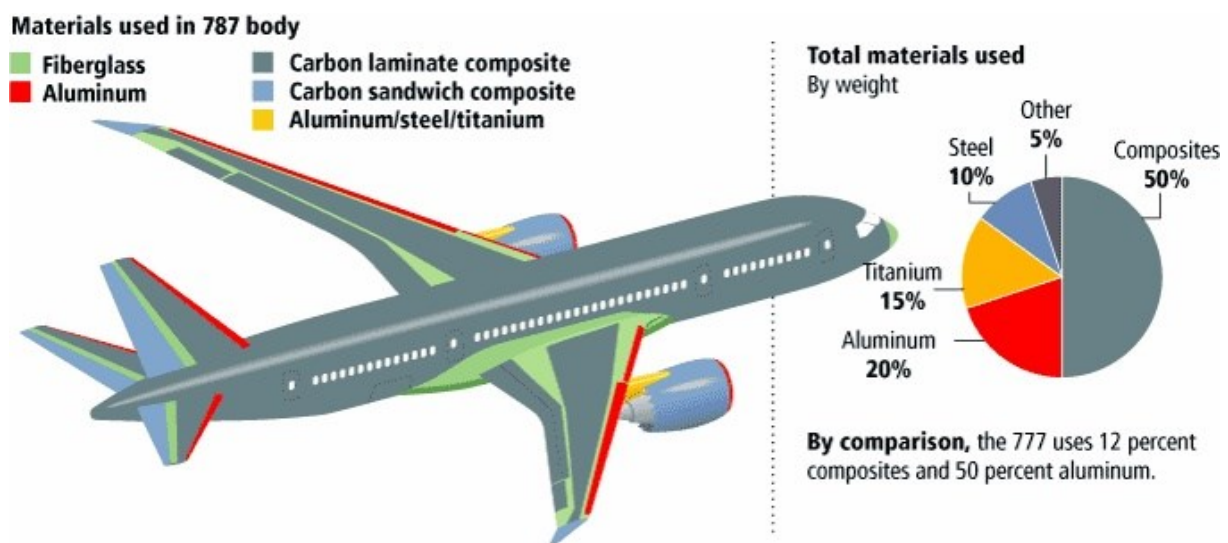 Materials used in 787 body
Fiberglass
Aluminum
Carbon laminate composite
Carbon sandwich composite
Aluminum/steel/titanium
Total materials used
By weight
Other
5%
Steel
10%
Composites
50%
Titanium
15%
Aluminum
20%
By comparison, the 777 uses 12 percent
composites and 50 percent aluminum.